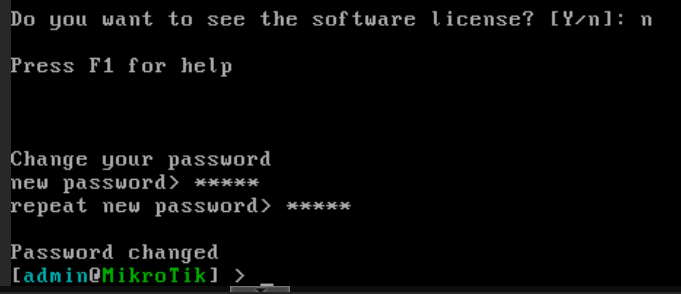 Do you want to see the software license? [Y/n]: n
Press F1 for help
Change your password
new password> *****
repeat new password> *****
Password changed
[admin@MikroTik] > _